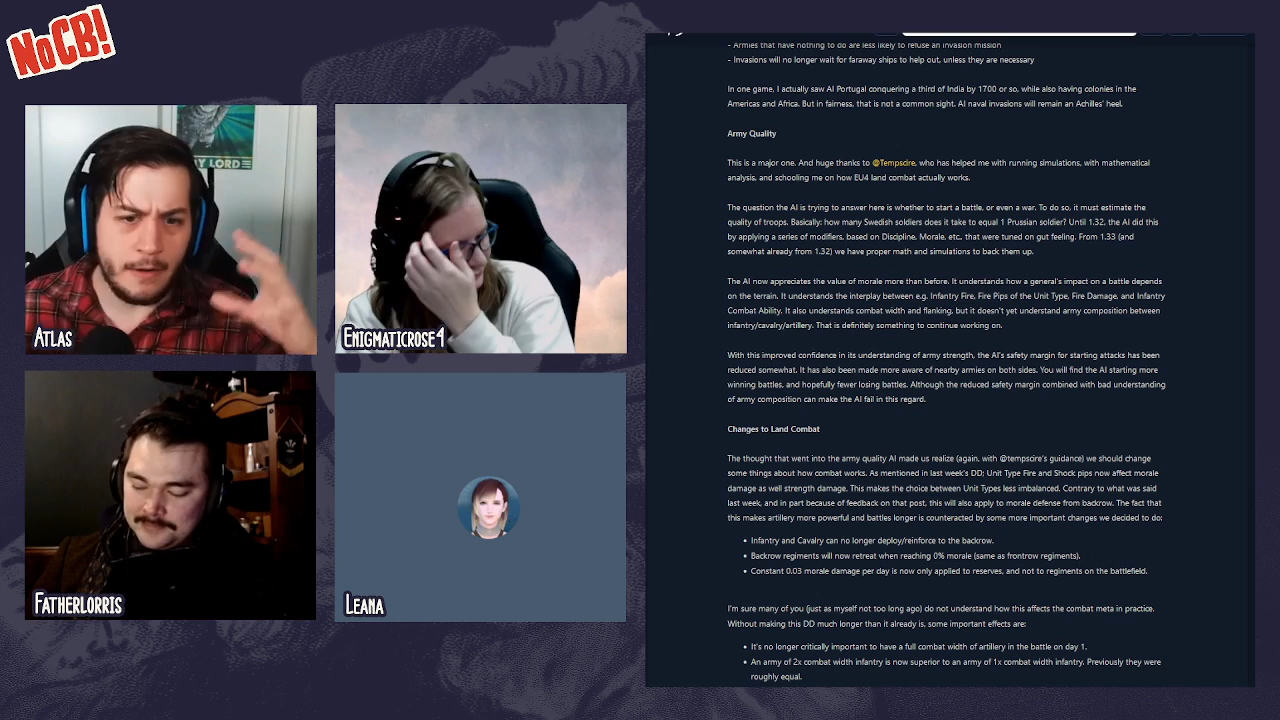 NoCB!
Y LORD
ATLAS
ENIGMATICROSE4
FATHERLORRIS
LEANA
- Armies that have nothing to do are less likely to refuse an invasion mission
- Invasions will no longer wait for faraway ships to help out, unless they are necessary
In one game, I actually saw AI Portugal conquering a third of India by 1700 or so, while also having colonies in the
Americas and Africa. But in fairness, that is not a common sight. AI naval invasions will remain an Achilles' heel.
Army Quality
This is a major one. And huge thanks to @Tempscire, who has helped me with running simulations, with mathematical
analysis, and schooling me on how EU4 land combat actually works.
The question the AI is trying to answer here is whether to start a battle, or even a war. To do so, it must estimate the
quality of troops. Basically: how many Swedish soldiers does it take to equal 1 Prussian soldier? Until 1.32, the AI did this
by applying a series of modifiers, based on Discipline, Morale, etc. that were tuned on gut feeling. From 1.33 (and
somewhat already from 1.32) we have proper math and simulations to back them up.
The AI now appreciates the value of morale more than before. It understands how a general's impact on a battle depends
on the terrain. It understands the interplay between e.g. Infantry Fire, Fire Pips of the Unit Type, Fire Damage, and Infantry
Combat Ability. It also understands combat width and flanking, but it doesn't yet understand army composition between
infantry/cavalry/artillery. That is definitely something to continue working on.
With this improved confidence in its understanding of army strength, the AI's safety margin for starting attacks has been
reduced somewhat. It has also been made more aware of nearby armies on both sides. You will find the AI starting more
winning battles, and hopefully fewer losing battles. Although the reduced safety margin combined with bad understanding
of army composition can make the AI fail in this regard.
Changes to Land Combat
The thought that went into the army quality AI made us realize (again, with @tempscire's guidance) we should change
some things about how combat works. As mentioned in last week's DD; Unit Type Fire and Shock pips now affect morale
damage as well strength damage. This makes the choice between Unit Types less imbalanced. Contrary to what was said
last week, and in part because of feedback on that post, this will also apply to morale defense from backrow. The fact that
this makes artillery more powerful and battles longer is counteracted by some more important changes we decided to do:
• Infantry and Cavalry can no longer deploy/reinforce to the backrow.
• Backrow regiments will now retreat when reaching 0% morale (same as frontrow regiments).
• Constant 0.03 morale damage per day is now only applied to reserves, and not to regiments on the battlefield.
I'm sure many of you (just as myself not too long ago) do not understand how this affects the combat meta in practice.
Without making this DD much longer than it already is, some important effects are:
• It's no longer critically important to have a full combat width of artillery in the battle on day 1.
• An army of 2x combat width infantry is now superior to an army of 1x combat width infantry. Previously they were
roughly equal.